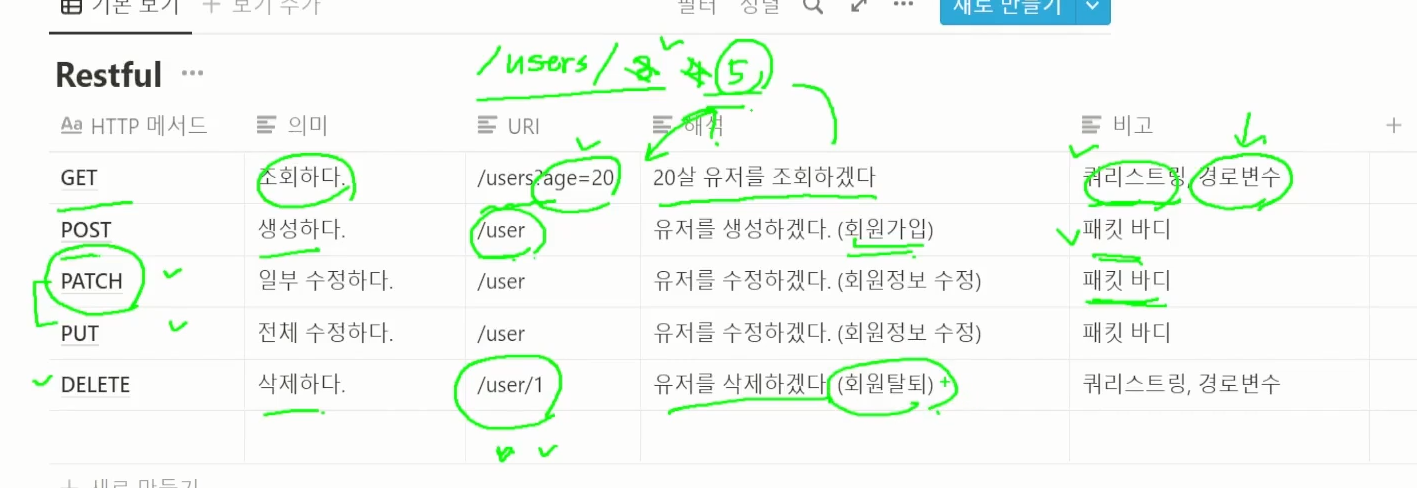 기본 보기 + 보기 추가 필터 정렬 새로 만들기
/users/ 5
Restful
Aa HTTP 메서드 의미 URI 해석 비고
GET 조회하다. /users?age=20 20살 유저를 조회하겠다 쿼리스트링, 경로변수
POST 생성하다. /user 유저를 생성하겠다. (회원가입) 패킷 바디
PATCH 일부 수정하다. /user 유저를 수정하겠다. (회원정보 수정) 패킷 바디
PUT 전체 수정하다. /user 유저를 수정하겠다. (회원정보 수정) 패킷 바디
DELETE 삭제하다. /user/1 유저를 삭제하겠다 (회원탈퇴) 쿼리스트링, 경로변수
+ 새로 만들기